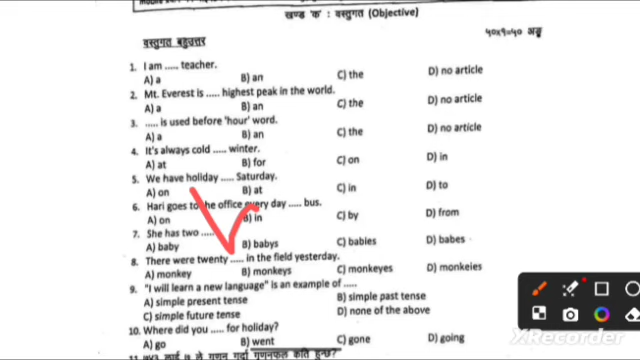 खण्ड 'क' : वस्तुगत (Objective)
वस्तुगत बहुउत्तर
५०x१=५० अङ्क
1. I am ..... teacher.
A) a B) an C) the D) no article
2. Mt. Everest is ..... highest peak in the world.
A) a B) an C) the D) no article
3. ..... is used before 'hour' word.
A) a B) an C) the D) no article
4. It's always cold ..... winter.
A) at B) for C) on D) in
5. We have holiday ..... Saturday.
A) on B) at C) in D) to
6. Hari goes to the office every day ..... bus.
A) on B) in C) by D) from
7. She has two .....
A) baby B) babys C) babies D) babes
8. There were twenty ..... in the field yesterday.
A) monkey B) monkeys C) monkeyes D) monkeies
9. "I will learn a new language" is an example of .....
A) simple present tense B) simple past tense
C) simple future tense D) none of the above
10. Where did you ..... for holiday?
A) go B) went C) gone D) going
XRecorder